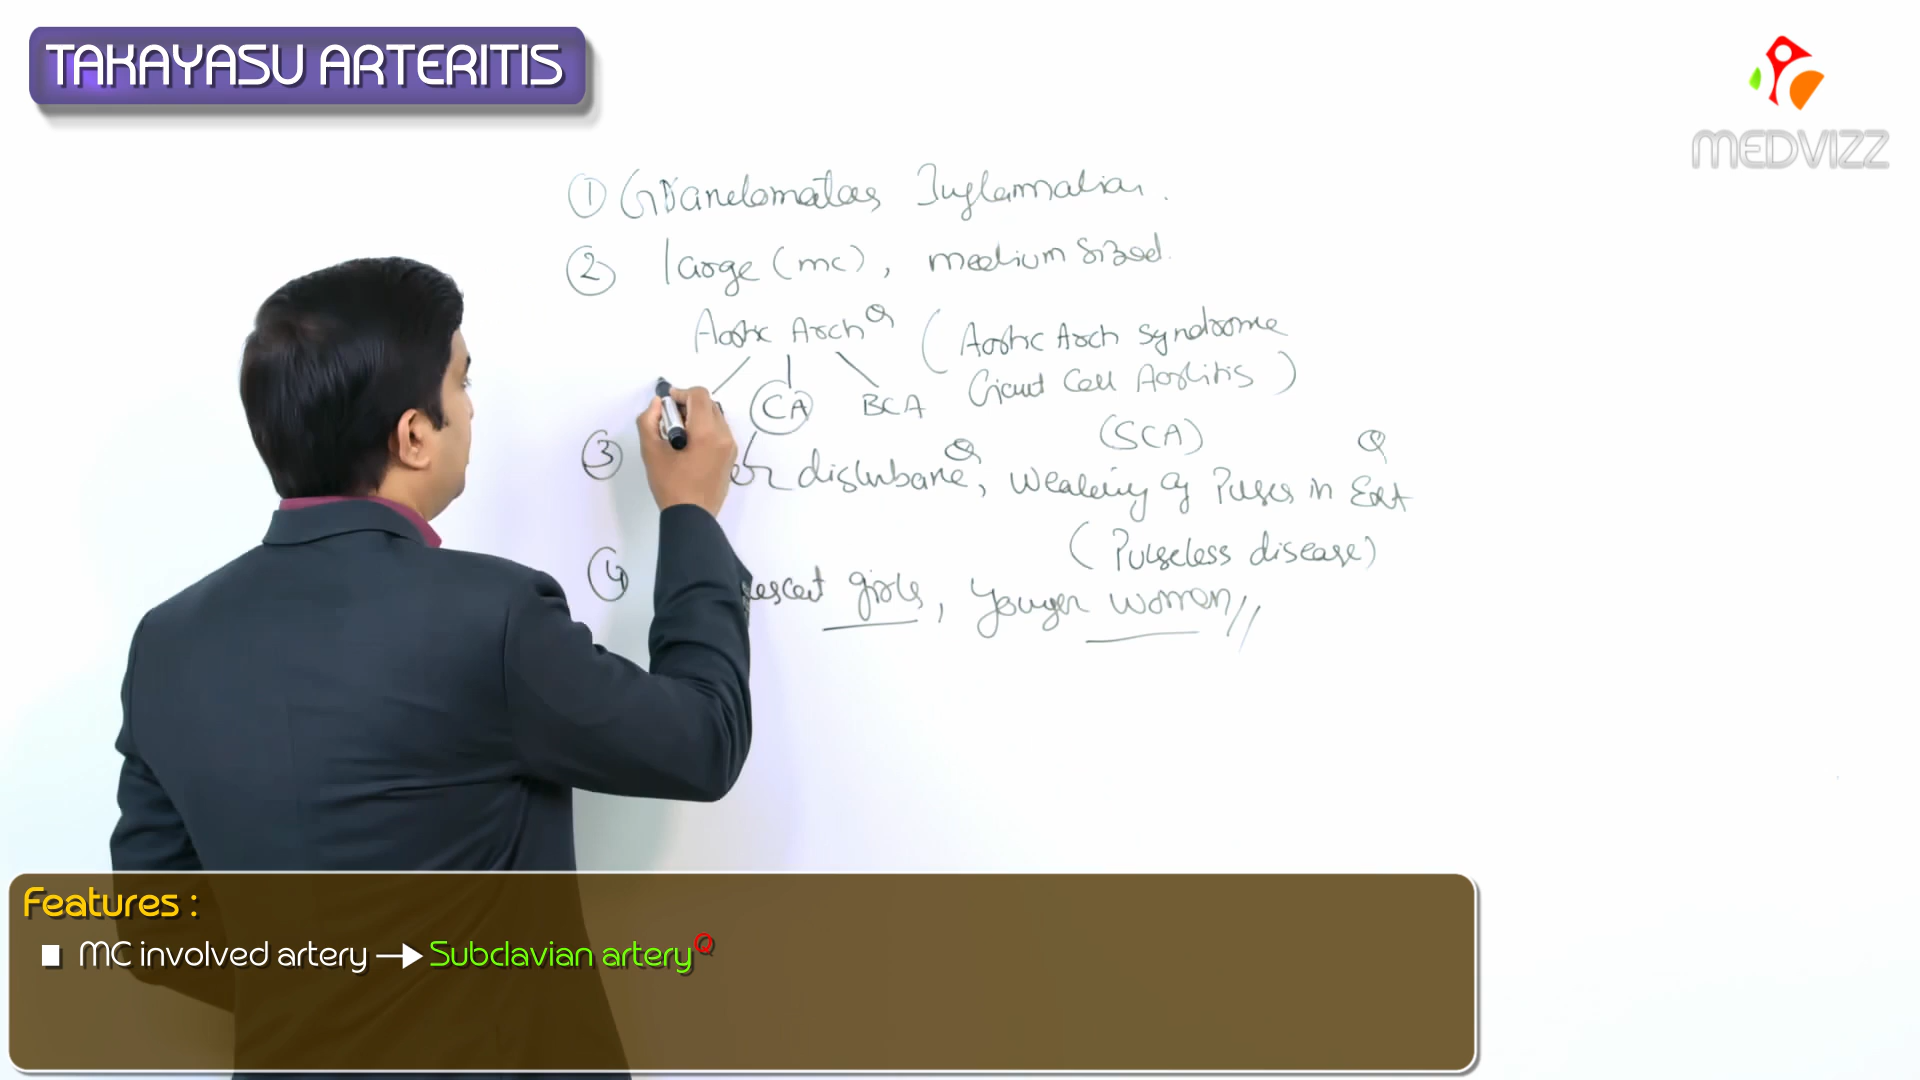 TAKAYASU ARTERITIS
MEDVIZZ
① Granulomatous Inflammation.
② large (mc), medium sized.
Aortic Arch Q (Aortic Arch syndrome
Giant Cell Aortitis)
CA BCA
(SCA) Q
③ disturbance Q, Weakening of Pulses in Ext
(Pulseless disease)
④ escent girls, younger women //
Features :
■ MC involved artery → Subclavian artery Q